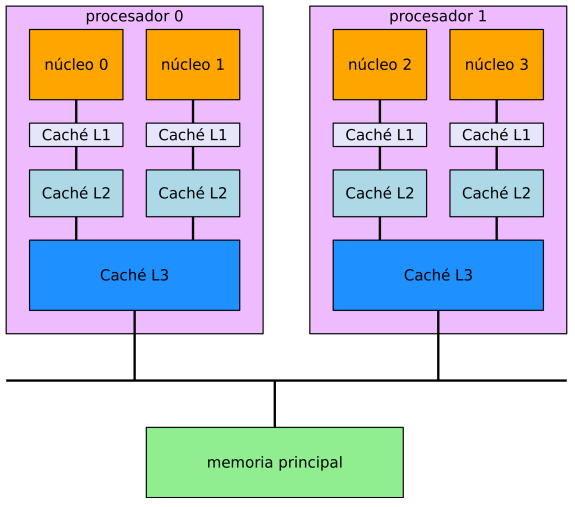 procesador 0
procesador 1
núcleo 0
núcleo 1
núcleo 2
núcleo 3
Caché L1
Caché L1
Caché L1
Caché L1
Caché L2
Caché L2
Caché L2
Caché L2
Caché L3
Caché L3
memoria principal